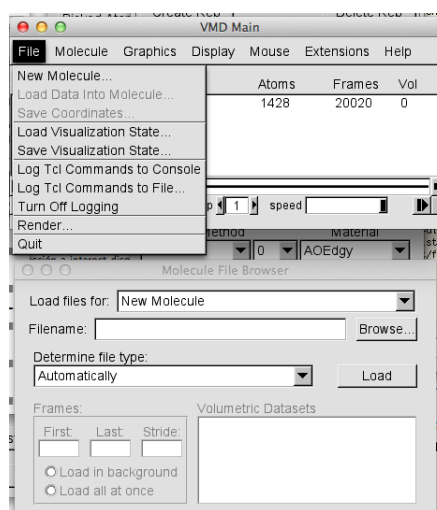 VMD Main
File Molecule Graphics Display Mouse Extensions Help
New Molecule...
Load Data Into Molecule...
Save Coordinates...
Load Visualization State...
Save Visualization State...
Log Tcl Commands to Console
Log Tcl Commands to File...
Turn Off Logging
Render...
Quit
Atoms Frames Vol
1428 20020 0
1 speed
Material
0 AOEdgy
Molecule File Browser
Load files for: New Molecule
Filename: Browse...
Determine file type:
Automatically Load
Frames: Volumetric Datasets
First: Last: Stride:
Load in background
Load all at once